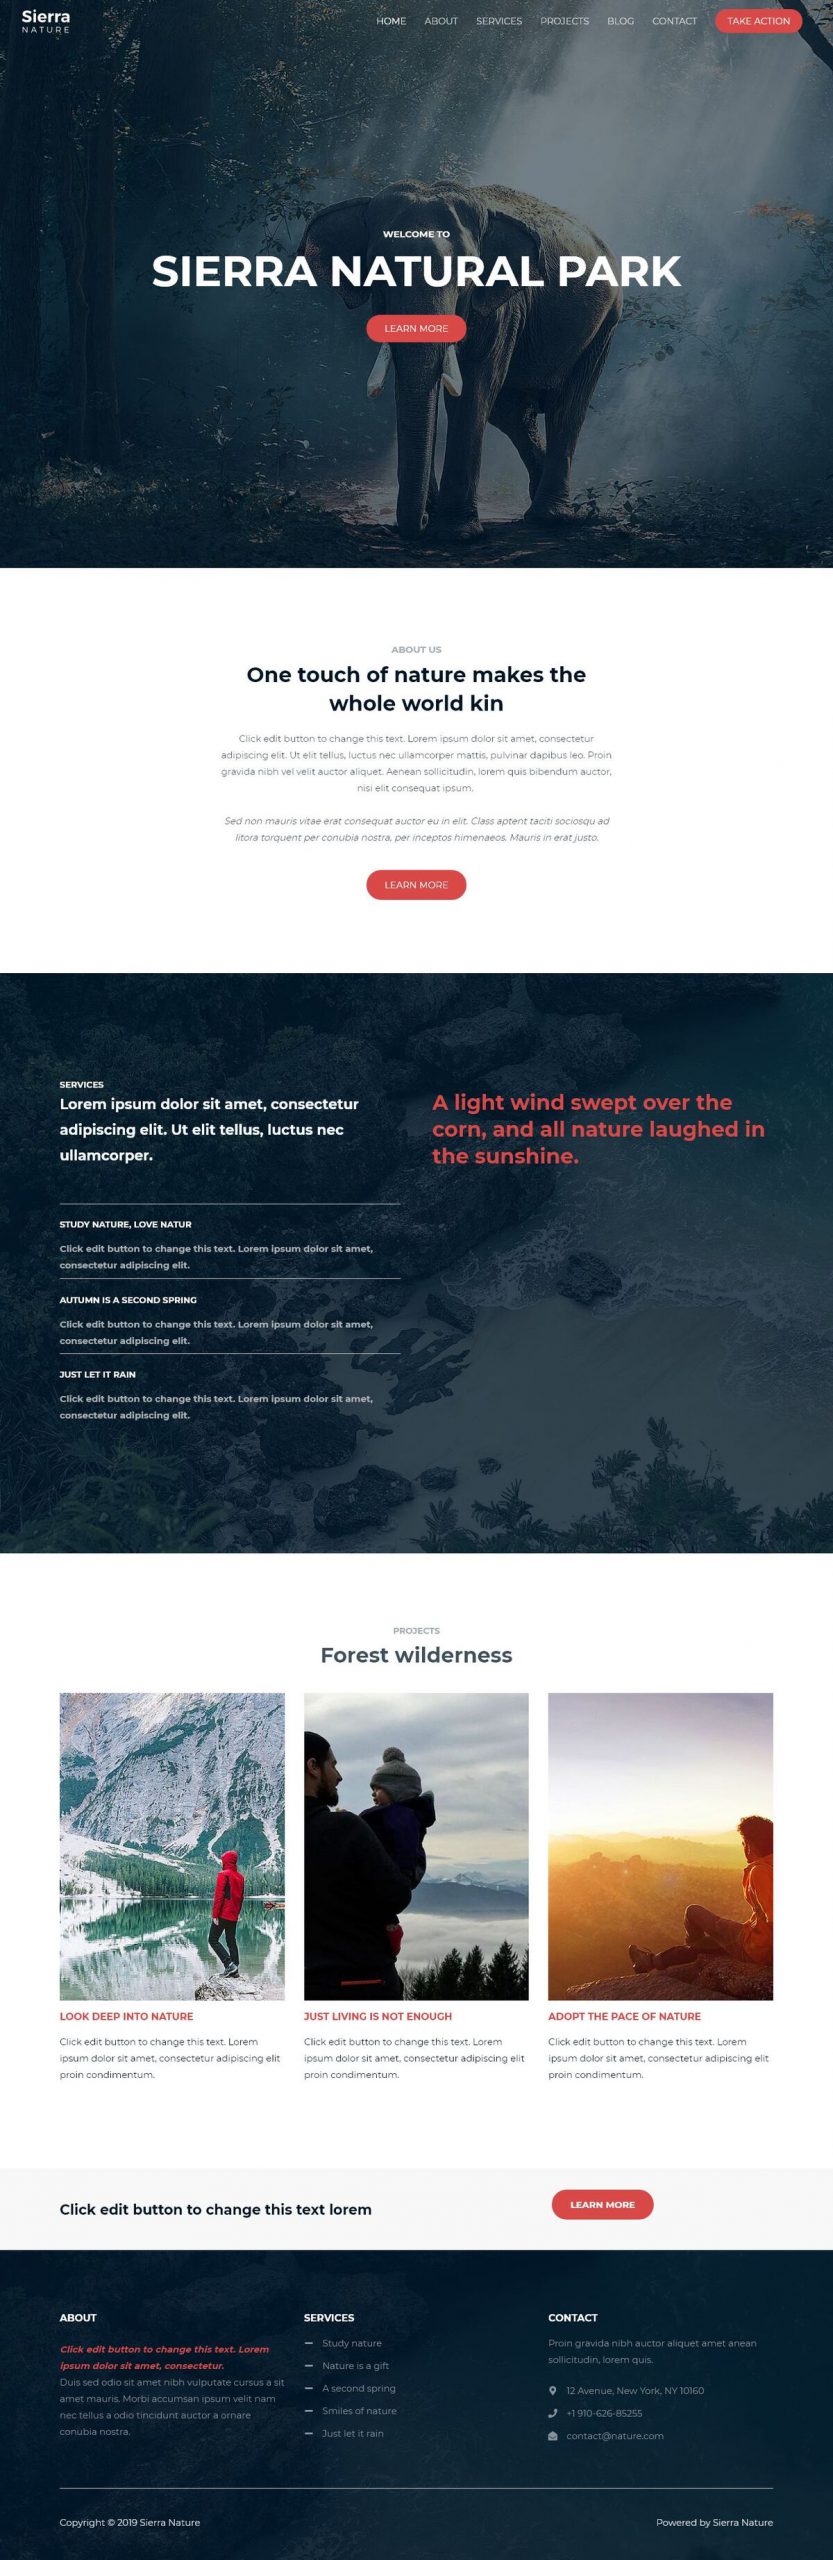 Sierra
NATURE
HOME ABOUT SERVICES PROJECTS BLOG CONTACT TAKE ACTION
WELCOME TO
SIERRA NATURAL PARK
LEARN MORE
ABOUT US
One touch of nature makes the
whole world kin
Click edit button to change this text. Lorem ipsum dolor sit amet, consectetur
adipiscing elit. Ut elit tellus, luctus nec ullamcorper mattis, pulvinar dapibus leo. Proin
gravida nibh vel velit auctor aliquet. Aenean sollicitudin, lorem quis bibendum auctor,
nisi elit consequat ipsum.
Sed non mauris vitae erat consequat auctor eu in elit. Class aptent taciti sociosqu ad
litora torquent per conubia nostra, per inceptos himenaeos. Mauris in erat justo.
LEARN MORE
SERVICES
Lorem ipsum dolor sit amet, consectetur
adipiscing elit. Ut elit tellus, luctus nec
ullamcorper.
A light wind swept over the
corn, and all nature laughed in
the sunshine.
STUDY NATURE, LOVE NATUR
Click edit button to change this text. Lorem ipsum dolor sit amet,
consectetur adipiscing elit.
AUTUMN IS A SECOND SPRING
Click edit button to change this text. Lorem ipsum dolor sit amet,
consectetur adipiscing elit.
JUST LET IT RAIN
Click edit button to change this text. Lorem ipsum dolor sit amet,
consectetur adipiscing elit.
PROJECTS
Forest wilderness
LOOK DEEP INTO NATURE
Click edit button to change this text. Lorem
ipsum dolor sit amet, consectetur adipiscing elit
proin condimentum.
JUST LIVING IS NOT ENOUGH
Click edit button to change this text. Lorem
ipsum dolor sit amet, consectetur adipiscing elit
proin condimentum.
ADOPT THE PACE OF NATURE
Click edit button to change this text. Lorem
ipsum dolor sit amet, consectetur adipiscing elit
proin condimentum.
Click edit button to change this text lorem
LEARN MORE
ABOUT
Click edit button to change this text. Lorem
ipsum dolor sit amet, consectetur.
Duis sed odio sit amet nibh vulputate cursus a sit
amet mauris. Morbi accumsan ipsum velit nam
nec tellus a odio tincidunt auctor a ornare
conubia nostra.
SERVICES
Study nature
Nature is a gift
A second spring
Smiles of nature
Just let it rain
CONTACT
Proin gravida nibh auctor aliquet amet anean
sollicitudin, lorem quis.
12 Avenue, New York, NY 10160
+1 910-626-85255
contact@nature.com
Copyright © 2019 Sierra Nature
Powered by Sierra Nature